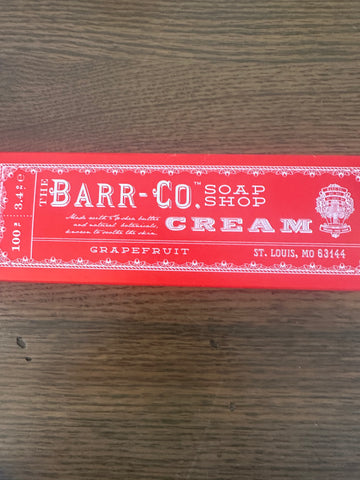 100 g
3.4 oz e
THE
BARR-CO.™ SOAP
SHOP
Made with shea butter
and natural botanicals,
known to soothe the skin.
CREAM
GRAPEFRUIT
ST. LOUIS, MO 63144